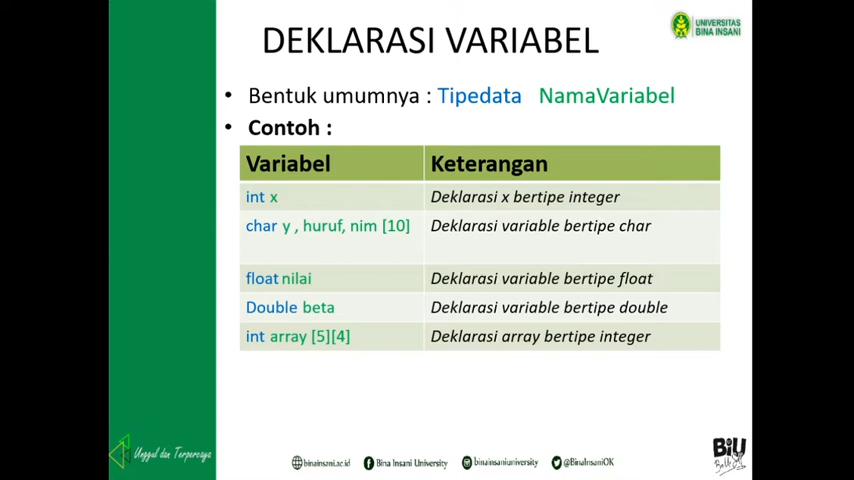 UNIVERSITAS
BINA INSANI
DEKLARASI VARIABEL
• Bentuk umumnya : Tipedata NamaVariabel
• Contoh :
Variabel Keterangan
int x Deklarasi x bertipe integer
char y , huruf, nim [10] Deklarasi variable bertipe char
float nilai Deklarasi variable bertipe float
Double beta Deklarasi variable bertipe double
int array [5][4] Deklarasi array bertipe integer
Unggul dan Terpercaya
binainsani.ac.id Bina Insani University binainsaniuniversity @BinaInsaniOK
BiU